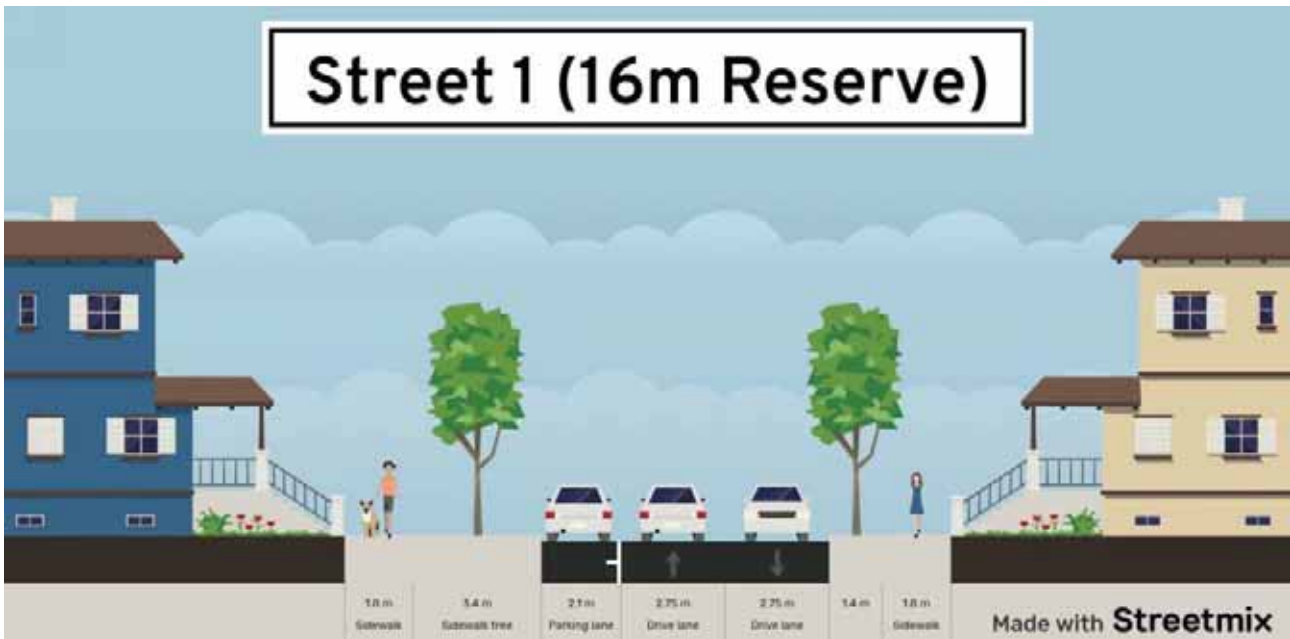 Street 1 (16m Reserve)
1.8 m 3.4 m 2.1 m 2.75 m 2.75 m 1.4 m 1.8 m
Sidewalk Sidewalk tree Parking lane Drive lane Drive lane Sidewalk
Made with Streetmix